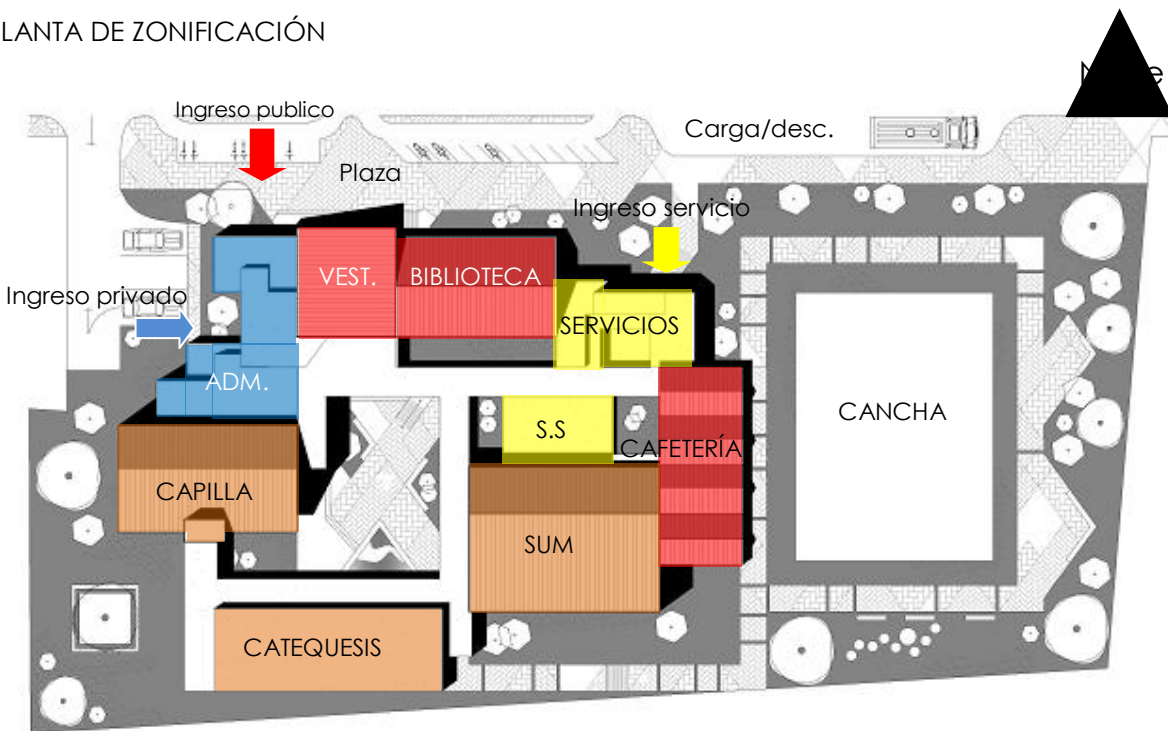 LANTA DE ZONIFICACIÓN
Ingreso publico
Carga/desc.
Plaza
Ingreso servicio
VEST.
BIBLIOTECA
Ingreso privado
SERVICIOS
ADM.
CANCHA
S.S
CAFETERÍA
CAPILLA
SUM
CATEQUESIS